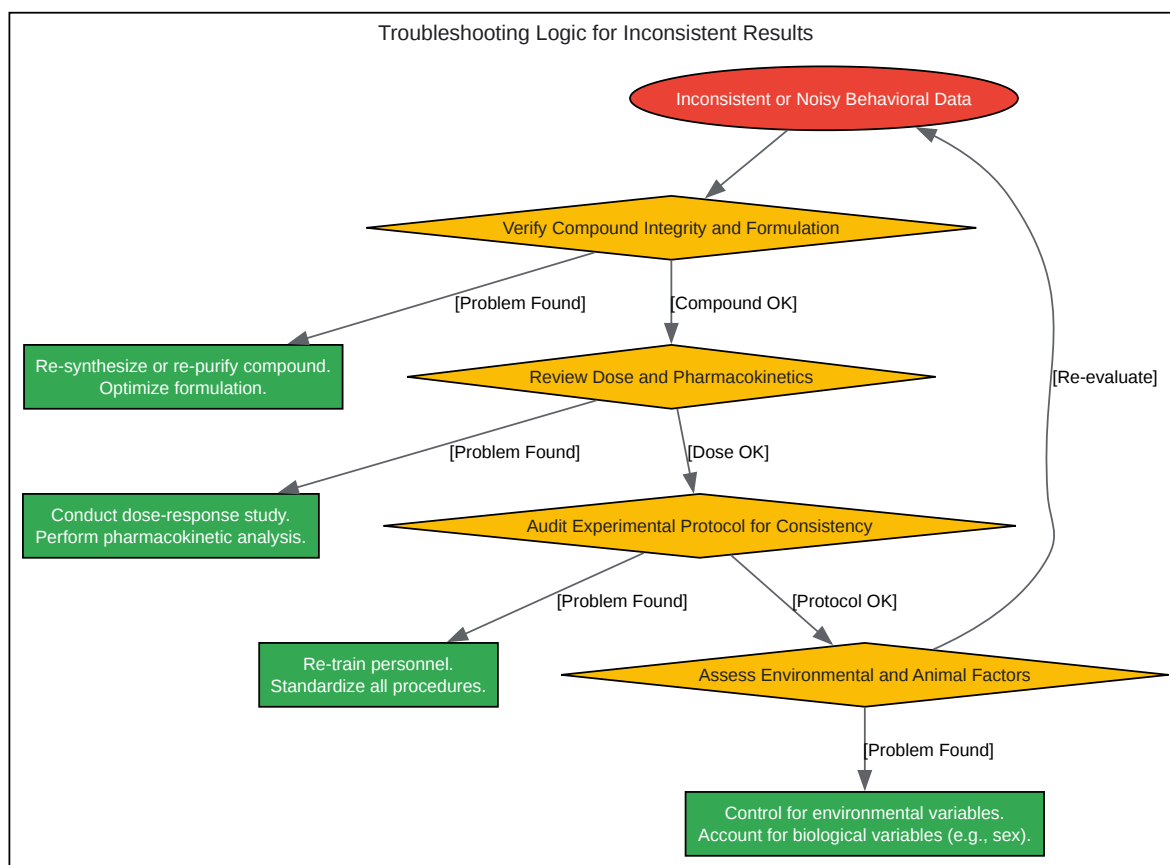 Troubleshooting Logic for Inconsistent Results
Inconsistent or Noisy Behavioral Data
Verify Compound Integrity and Formulation
[Problem Found]
[Compound OK]
Re-synthesize or re-purify compound.
Optimize formulation.
Review Dose and Pharmacokinetics
[Re-evaluate]
[Problem Found]
[Dose OK]
Conduct dose-response study.
Perform pharmacokinetic analysis.
Audit Experimental Protocol for Consistency
[Problem Found]
[Protocol OK]
Re-train personnel.
Standardize all procedures.
Assess Environmental and Animal Factors
[Problem Found]
Control for environmental variables.
Account for biological variables (e.g., sex).